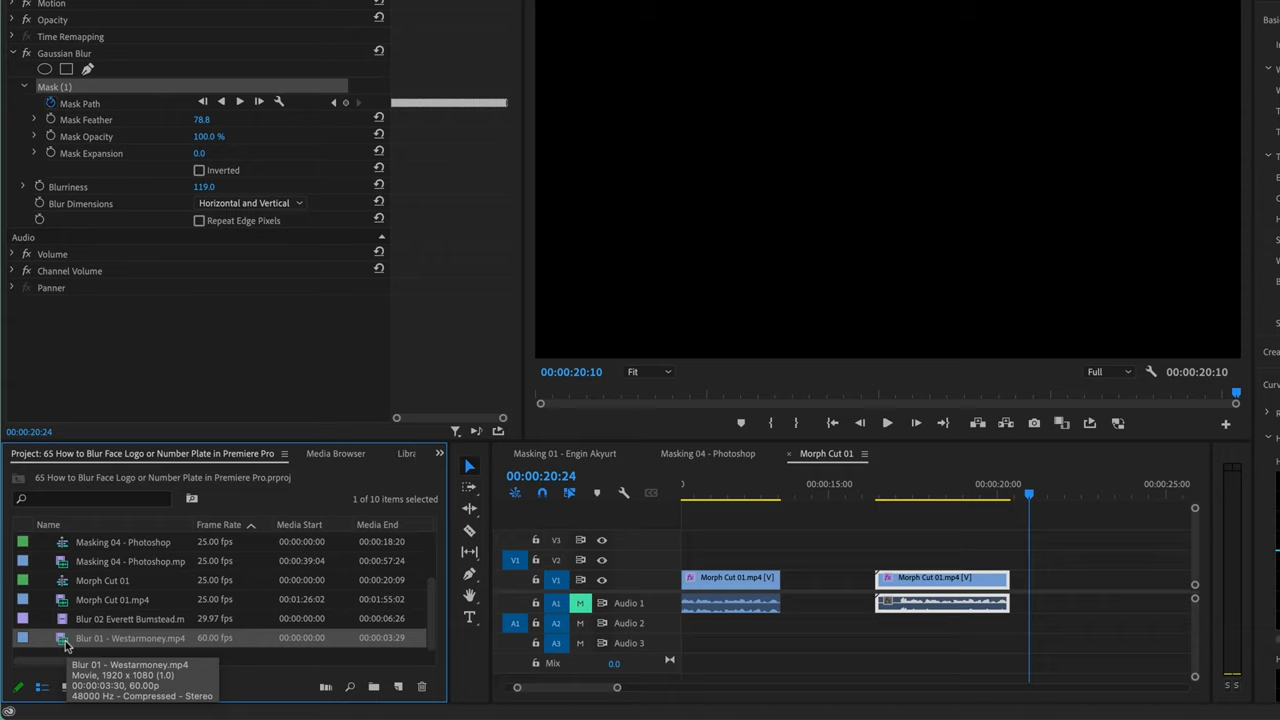 Motion
Opacity
Time Remapping
Gaussian Blur
Mask (1)
Mask Path
Mask Feather 78.8
Mask Opacity 100.0 %
Mask Expansion 0.0
Inverted
Blurriness 119.0
Blur Dimensions Horizontal and Vertical
Repeat Edge Pixels
Audio
Volume
Channel Volume
Panner
00:00:20:24
00:00:20:10 Fit Full 00:00:20:10
Basi
In
W
W
T
T
E
C
Crea
Curv
Project: 65 How to Blur Face Logo or Number Plate in Premiere Pro Media Browser Libra
65 How to Blur Face Logo or Number Plate in Premiere Pro.prproj
1 of 10 items selected
Name Frame Rate Media Start Media End
Masking 04 - Photoshop 25.00 fps 00:00:00:00 00:00:18:20
Masking 04 - Photoshop.mp 25.00 fps 00:00:39:04 00:00:57:24
Morph Cut 01 25.00 fps 00:00:00:00 00:00:20:09
Morph Cut 01.mp4 25.00 fps 00:01:26:02 00:01:55:02
Blur 02 Everett Bumstead.m 29.97 fps 00:00:00:00 00:00:08:12
Blur 01 - Westarmoney.mp4 60.00 fps 00:00:00:00 00:00:03:29
Blur 01 - Westarmoney.mp4
Movie, 1920 x 1080 (1.0)
00:00:03:30, 60.00p
48000 Hz - Compressed - Stereo
Masking 01 - Engin Akyurt Masking 04 - Photoshop × Morph Cut 01
00:00:20:24
00:00:15:00 00:00:20:00 00:00:25:00
V3
V1 V2
V1
A1 M Audio 1
A1 A2 M Audio 2
A3 M Audio 3
Mix 0.0
fx Morph Cut 01.mp4 [V]
fx Morph Cut 01.mp4 [V]
S S